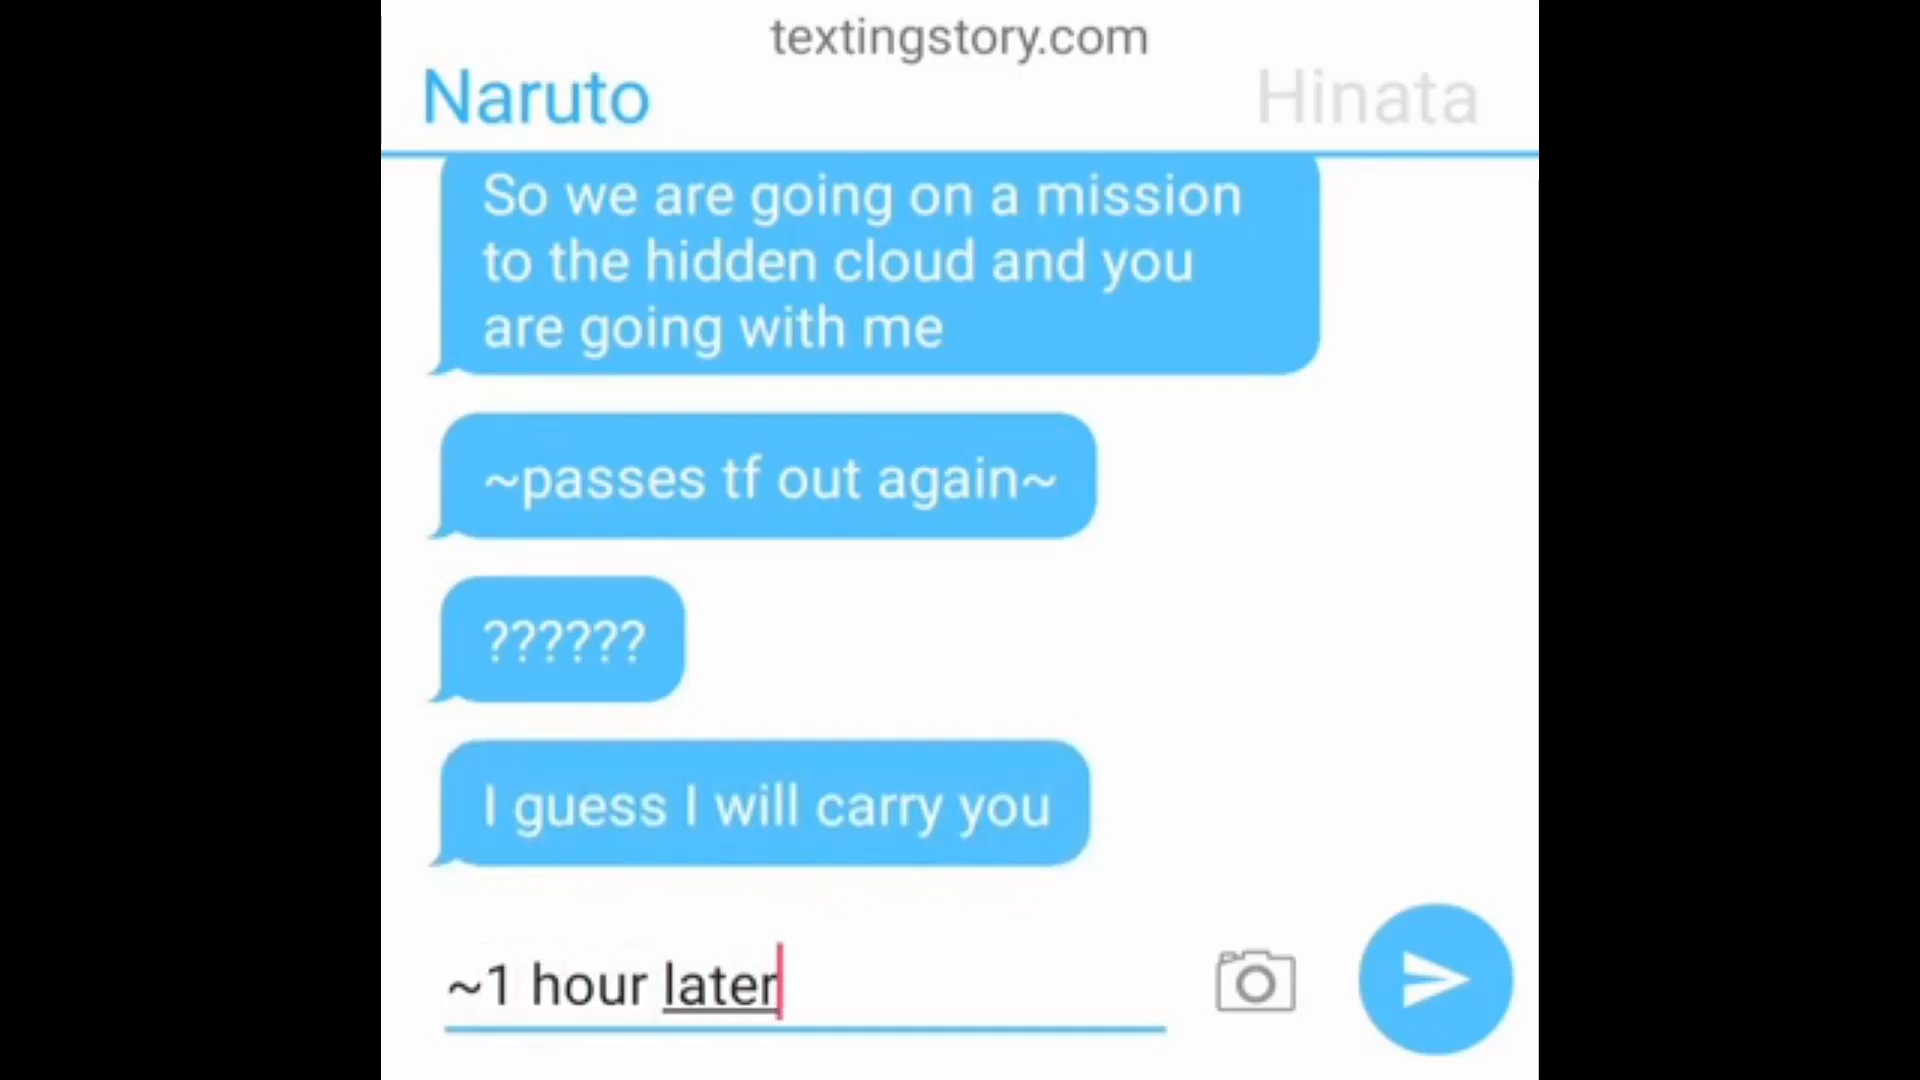 textingstory.com
Naruto
Hinata
So we are going on a mission
to the hidden cloud and you
are going with me
~passes tf out again~
??????
I guess I will carry you
~1 hour later